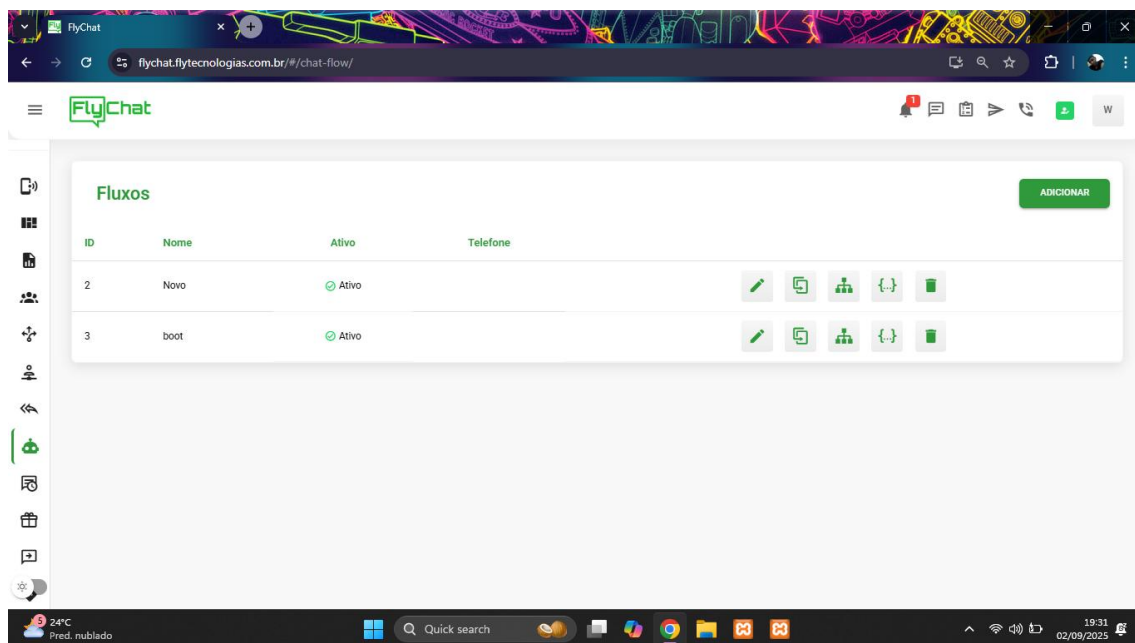 FlyChat
flychat.flytecnologias.com.br/#/chat-flow/
FlyChat
1
W
Fluxos
ADICIONAR
ID Nome Ativo Telefone
2 Novo Ativo
{...}
3 boot Ativo
{...}
5
24°C
Pred. nublado
Quick search
19:31
02/09/2025